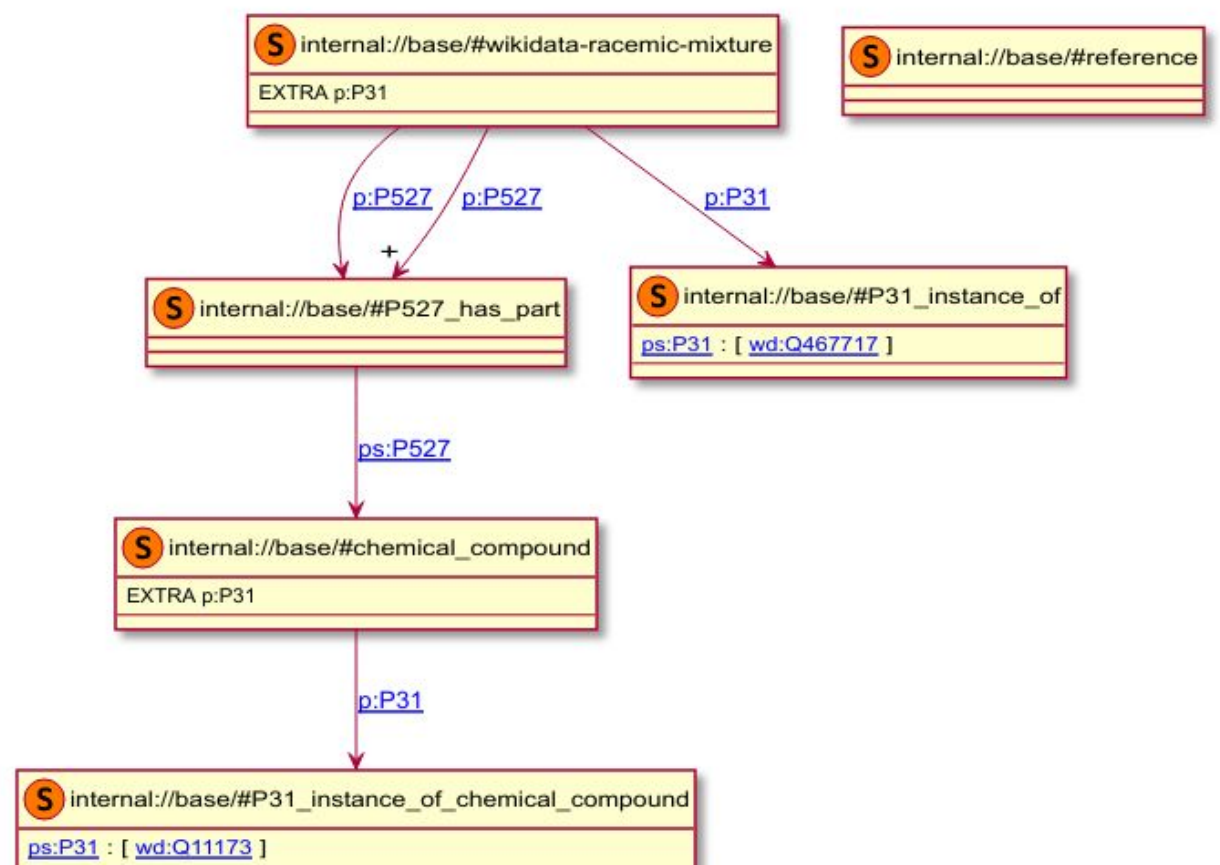 S internal://base/#wikidata-racemic-mixture
EXTRA p:P31
S internal://base/#reference
p:P527
p:P527
p:P31
+
S internal://base/#P527_has_part
S internal://base/#P31_instance_of
ps:P31 : [ wd:Q467717 ]
ps:P527
S internal://base/#chemical_compound
EXTRA p:P31
p:P31
S internal://base/#P31_instance_of_chemical_compound
ps:P31 : [ wd:Q11173 ]